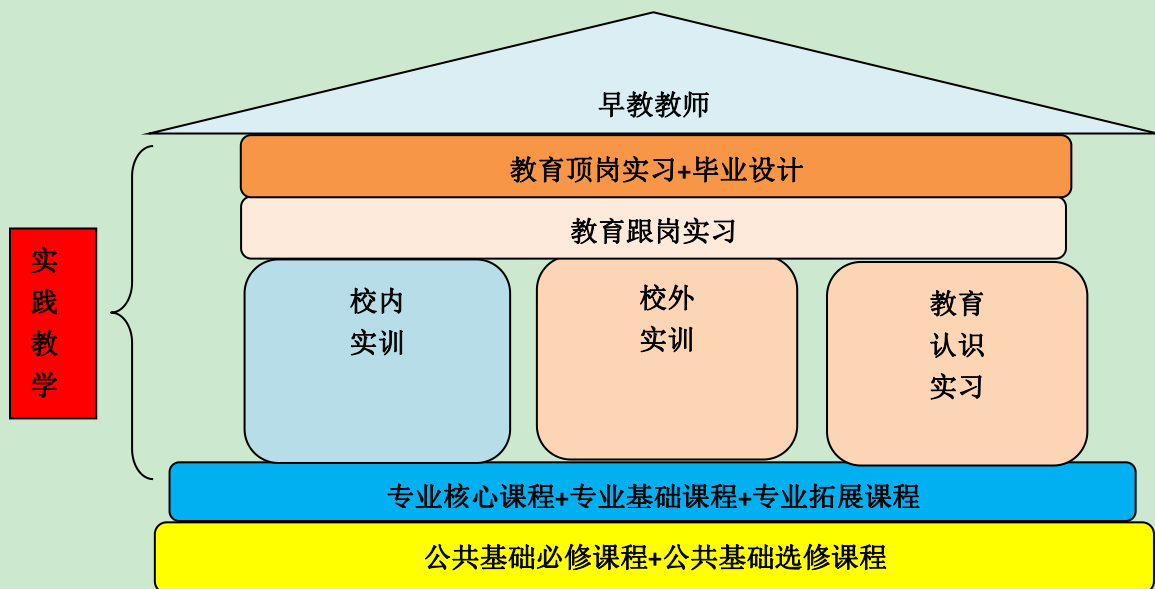 早教教师
教育顶岗实习+毕业设计
教育跟岗实习
实
践
教
学
校内
实训
校外
实训
教育
认识
实习
专业核心课程+专业基础课程+专业拓展课程
公共基础必修课程+公共基础选修课程